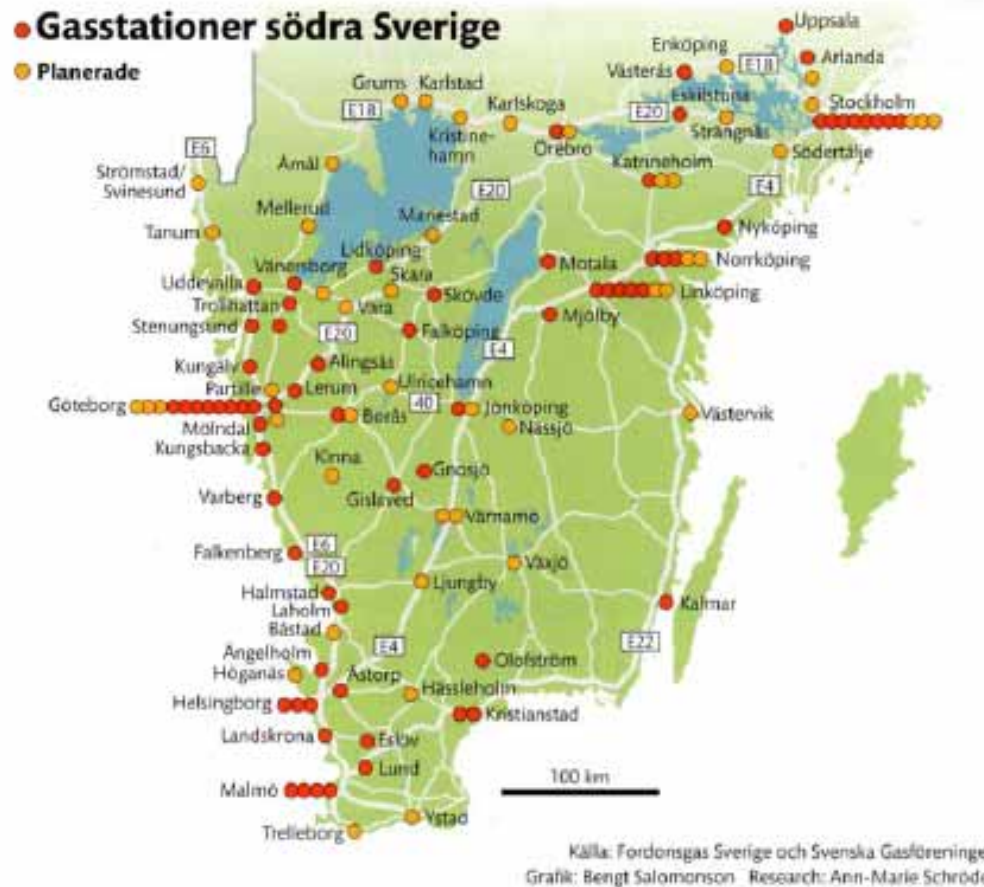 Gasstationer södra Sverige
Planerade
Uppsala
Enköping
E18
Arlanda
Västerås
Grums
Karlstad
Eskilstuna
E18
Karlskoga
E20
Stockholm
Kristine-
hamn
Örebro
Strängnäs
E6
Åmål
Katrineholm
Södertälje
Strömstad/
Svinesund
E20
E4
Mellerud
Mariestad
Nyköping
Tanum
Lidköping
Motala
Norrköping
Vänersborg
Skara
Uddevalla
Skövde
Linköping
Trollhättan
Vara
Mjölby
Stenungsund
E20
Falköping
E4
Kungälv
Alingsås
Partille
Lerum
Ulricehamn
40
Göteborg
Borås
Jönköping
Västervik
Mölndal
Nässjö
Kungsbacka
Kinna
Gnosjö
Gislaved
Varberg
Värnamo
Falkenberg
E6
E20
Växjö
Ljungby
Halmstad
Kalmar
Laholm
Båstad
E4
E22
Ängelholm
Olofström
Höganäs
Åstorp
Hässleholm
Helsingborg
Kristianstad
Landskrona
Eslöv
Lund
100 km
Malmö
Ystad
Trelleborg
Källa: Fordonsgas Sverige och Svenska Gasföreninge
Grafik: Bengt Salomonson Research: Ann-Marie Schröde